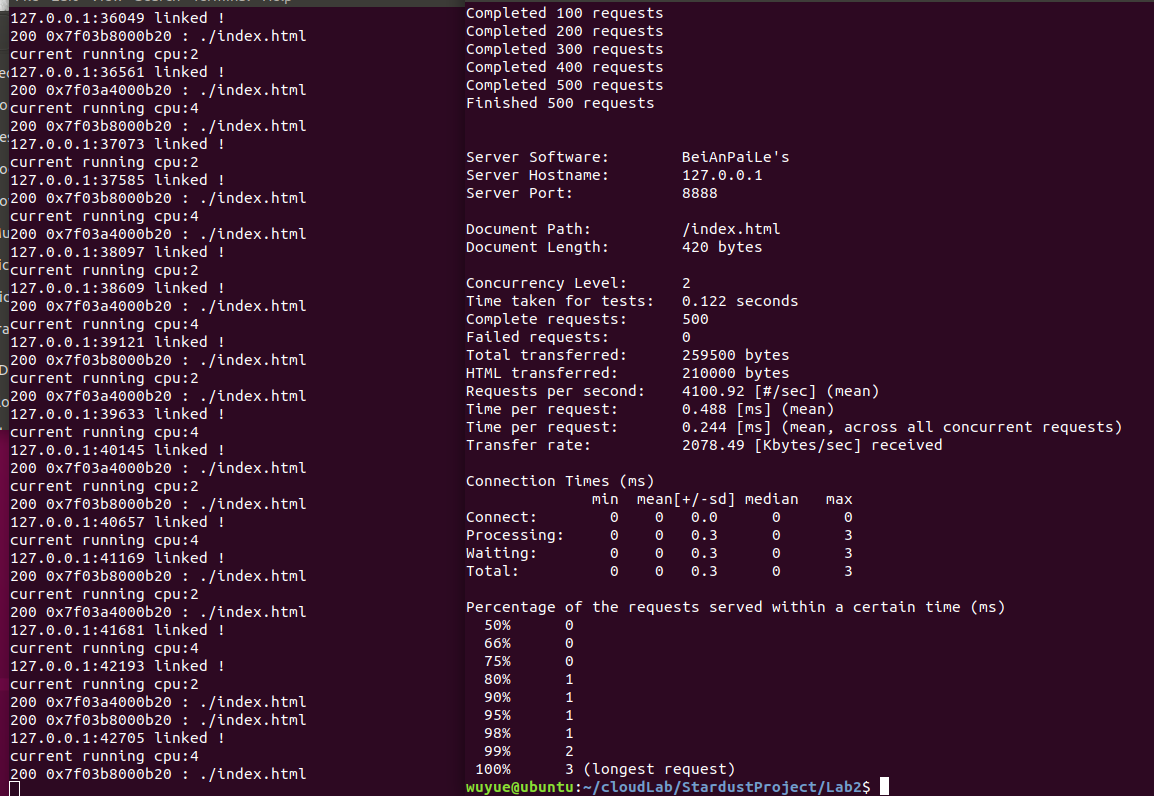 127.0.0.1:36049 linked !
200 0x7f03b8000b20 : ./index.html
current running cpu:2
127.0.0.1:36561 linked !
200 0x7f03a4000b20 : ./index.html
current running cpu:4
200 0x7f03b8000b20 : ./index.html
127.0.0.1:37073 linked !
current running cpu:2
127.0.0.1:37585 linked !
200 0x7f03b8000b20 : ./index.html
current running cpu:4
200 0x7f03a4000b20 : ./index.html
127.0.0.1:38097 linked !
current running cpu:2
127.0.0.1:38609 linked !
200 0x7f03a4000b20 : ./index.html
current running cpu:4
127.0.0.1:39121 linked !
200 0x7f03b8000b20 : ./index.html
current running cpu:2
200 0x7f03a4000b20 : ./index.html
127.0.0.1:39633 linked !
current running cpu:4
127.0.0.1:40145 linked !
200 0x7f03a4000b20 : ./index.html
current running cpu:2
200 0x7f03b8000b20 : ./index.html
127.0.0.1:40657 linked !
current running cpu:4
127.0.0.1:41169 linked !
200 0x7f03b8000b20 : ./index.html
current running cpu:2
200 0x7f03a4000b20 : ./index.html
127.0.0.1:41681 linked !
current running cpu:4
127.0.0.1:42193 linked !
current running cpu:2
200 0x7f03a4000b20 : ./index.html
200 0x7f03b8000b20 : ./index.html
127.0.0.1:42705 linked !
current running cpu:4
200 0x7f03b8000b20 : ./index.html
Completed 100 requests
Completed 200 requests
Completed 300 requests
Completed 400 requests
Completed 500 requests
Finished 500 requests
Server Software: BeiAnPaiLe's
Server Hostname: 127.0.0.1
Server Port: 8888
Document Path: /index.html
Document Length: 420 bytes
Concurrency Level: 2
Time taken for tests: 0.122 seconds
Complete requests: 500
Failed requests: 0
Total transferred: 259500 bytes
HTML transferred: 210000 bytes
Requests per second: 4100.92 [#/sec] (mean)
Time per request: 0.488 [ms] (mean)
Time per request: 0.244 [ms] (mean, across all concurrent requests)
Transfer rate: 2078.49 [Kbytes/sec] received
Connection Times (ms)
min mean[+/-sd] median max
Connect: 0 0 0.0 0 0
Processing: 0 0 0.3 0 3
Waiting: 0 0 0.3 0 3
Total: 0 0 0.3 0 3
Percentage of the requests served within a certain time (ms)
50% 0
66% 0
75% 0
80% 1
90% 1
95% 1
98% 1
99% 2
100% 3 (longest request)
wuyue@ubuntu:~/cloudLab/StardustProject/Lab2$